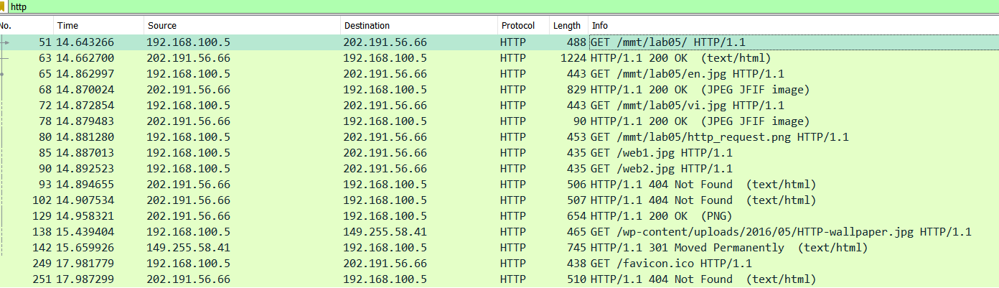 http
No. Time Source Destination Protocol Length Info
51 14.643266 192.168.100.5 202.191.56.66 HTTP 488 GET /mmt/lab05/ HTTP/1.1
63 14.662700 202.191.56.66 192.168.100.5 HTTP 1224 HTTP/1.1 200 OK (text/html)
65 14.862997 192.168.100.5 202.191.56.66 HTTP 443 GET /mmt/lab05/en.jpg HTTP/1.1
68 14.870024 202.191.56.66 192.168.100.5 HTTP 829 HTTP/1.1 200 OK (JPEG JFIF image)
72 14.872854 192.168.100.5 202.191.56.66 HTTP 443 GET /mmt/lab05/vi.jpg HTTP/1.1
78 14.879483 202.191.56.66 192.168.100.5 HTTP 90 HTTP/1.1 200 OK (JPEG JFIF image)
80 14.881280 192.168.100.5 202.191.56.66 HTTP 453 GET /mmt/lab05/http_request.png HTTP/1.1
85 14.887013 192.168.100.5 202.191.56.66 HTTP 435 GET /web1.jpg HTTP/1.1
90 14.892523 192.168.100.5 202.191.56.66 HTTP 435 GET /web2.jpg HTTP/1.1
93 14.894655 202.191.56.66 192.168.100.5 HTTP 506 HTTP/1.1 404 Not Found (text/html)
102 14.907534 202.191.56.66 192.168.100.5 HTTP 507 HTTP/1.1 404 Not Found (text/html)
129 14.958321 202.191.56.66 192.168.100.5 HTTP 654 HTTP/1.1 200 OK (PNG)
138 15.439404 192.168.100.5 149.255.58.41 HTTP 465 GET /wp-content/uploads/2016/05/HTTP-wallpaper.jpg HTTP/1.1
142 15.659926 149.255.58.41 192.168.100.5 HTTP 745 HTTP/1.1 301 Moved Permanently (text/html)
249 17.981779 192.168.100.5 202.191.56.66 HTTP 438 GET /favicon.ico HTTP/1.1
251 17.987299 202.191.56.66 192.168.100.5 HTTP 510 HTTP/1.1 404 Not Found (text/html)